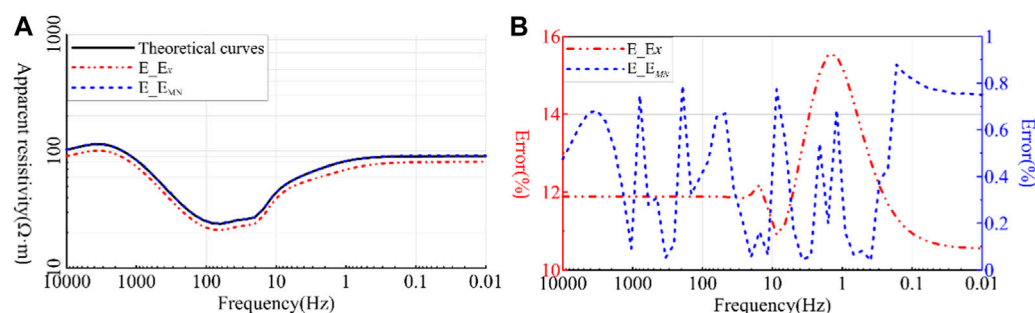 A
Apparent resistivity(Ω·m)
1000
100
10
Theoretical curves
E_Ex
E_EMN
10000 1000 100 10 1 0.1 0.01
Frequency(Hz)
B
Error(%)
16
14
12
10
E_Ex
E_EMN
1
0.8
0.6
0.4
0.2
0
Error(%)
10000 1000 100 10 1 0.1 0.01
Frequency(Hz)